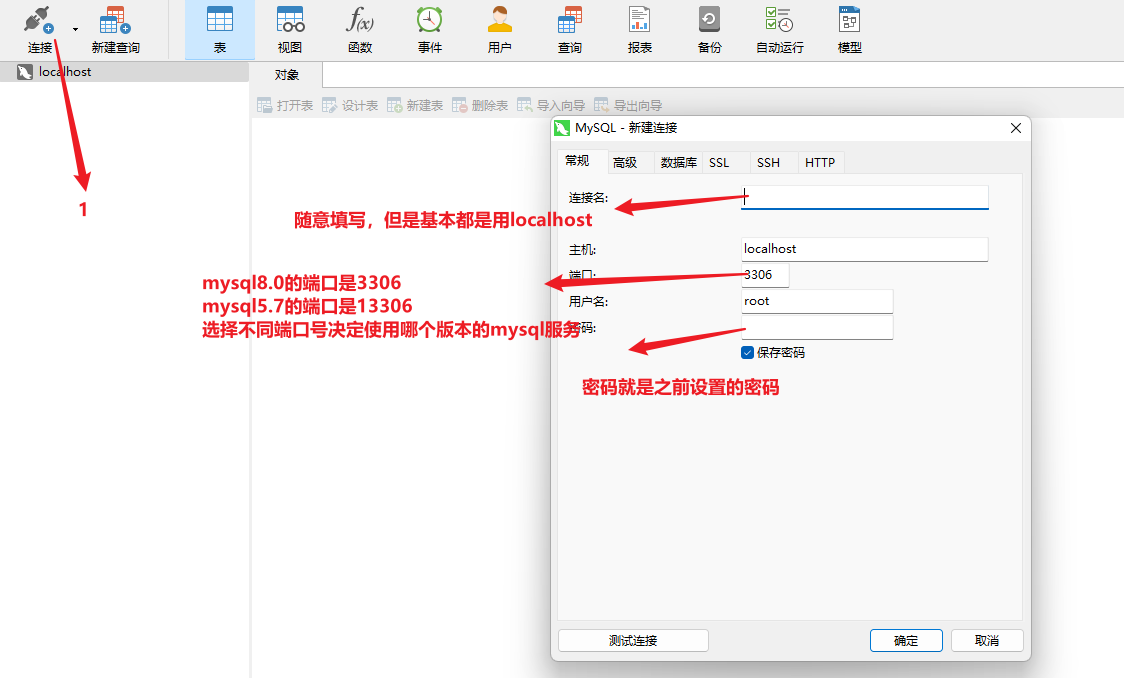 连接
新建查询
表
视图
函数
事件
用户
查询
报表
备份
自动运行
模型
localhost
对象
打开表
设计表
新建表
删除表
导入向导
导出向导
1
MySQL - 新建连接
常规
高级
数据库
SSL
SSH
HTTP
连接名:
随意填写，但是基本都是用localhost
主机:
localhost
端口:
3306
用户名:
root
密码:
保存密码
mysql8.0的端口是3306
mysql5.7的端口是13306
选择不同端口号决定使用哪个版本的mysql服务
密码就是之前设置的密码
测试连接
确定
取消